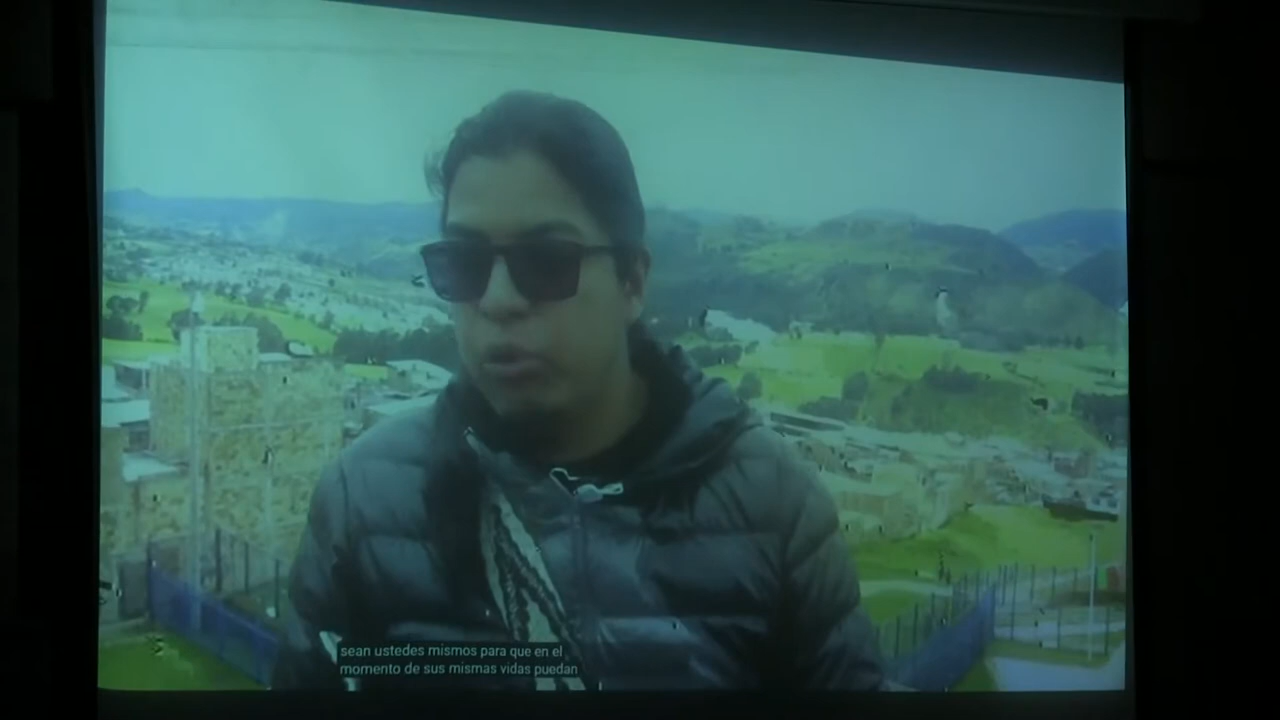 sean ustedes mismos para que en el
momento de sus mismas vidas puedan